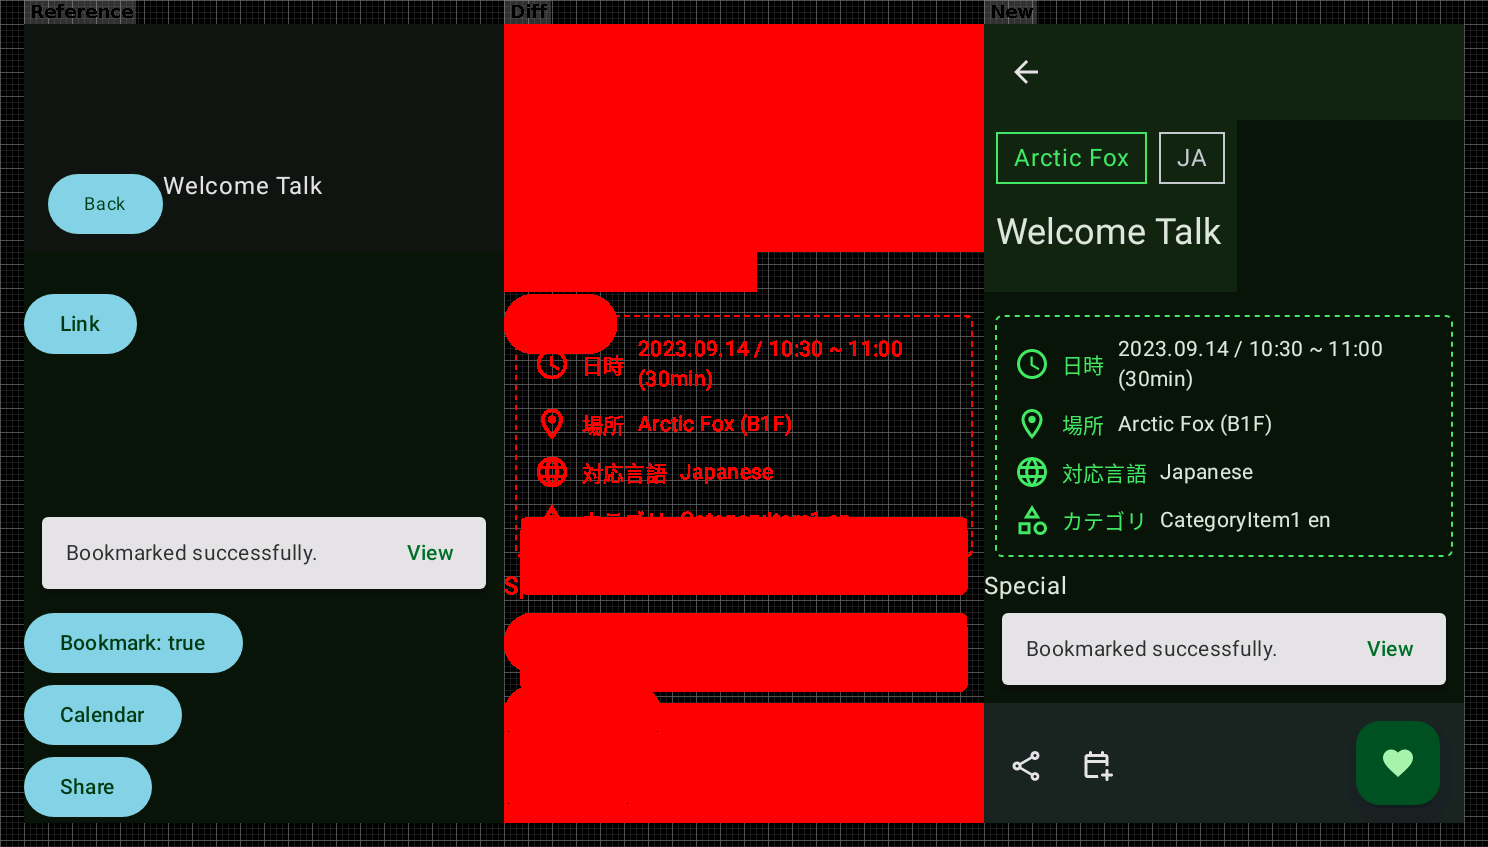 Reference
Welcome Talk
Back
Link
Bookmarked successfully.
View
Bookmark: true
Calendar
Share
Diff
日時
2023.09.14 / 10:30 ~ 11:00
(30min)
場所
Arctic Fox (B1F)
対応言語
Japanese
New
Arctic Fox
JA
Welcome Talk
日時
2023.09.14 / 10:30 ~ 11:00
(30min)
場所
Arctic Fox (B1F)
対応言語
Japanese
カテゴリ
CategoryItem1 en
Special
Bookmarked successfully.
View